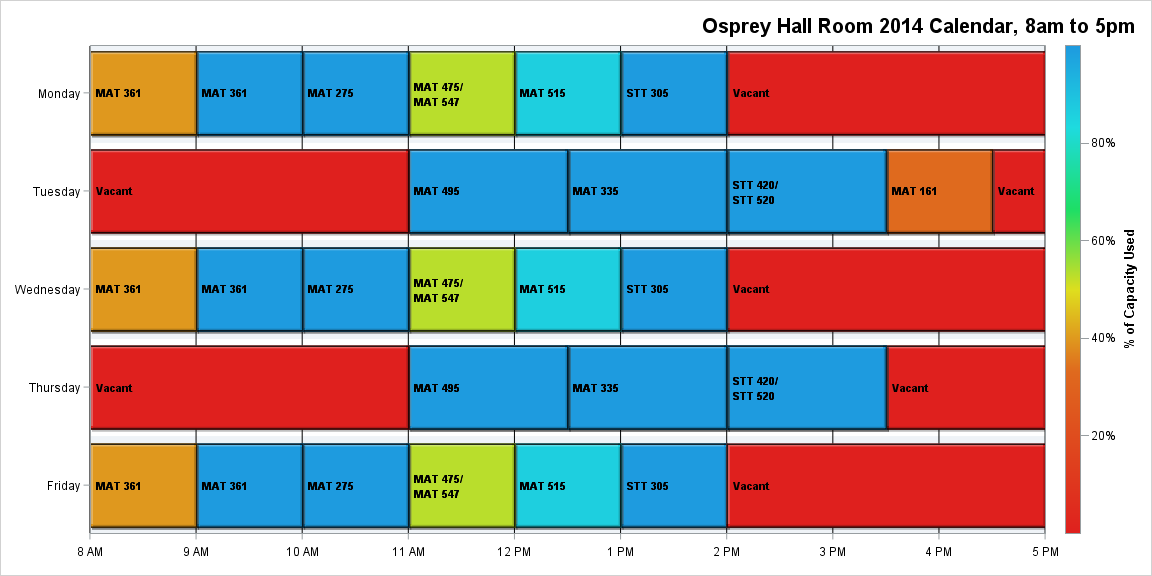 Osprey Hall Room 2014 Calendar, 8am to 5pm
Monday
MAT 361
MAT 361
MAT 275
MAT 475/
MAT 547
MAT 515
STT 305
Vacant
Tuesday
Vacant
MAT 495
MAT 335
STT 420/
STT 520
MAT 161
Vacant
Wednesday
MAT 361
MAT 361
MAT 275
MAT 475/
MAT 547
MAT 515
STT 305
Vacant
Thursday
Vacant
MAT 495
MAT 335
STT 420/
STT 520
Vacant
Friday
MAT 361
MAT 361
MAT 275
MAT 475/
MAT 547
MAT 515
STT 305
Vacant
8 AM
9 AM
10 AM
11 AM
12 PM
1 PM
2 PM
3 PM
4 PM
5 PM
80%
60%
40%
20%
% of Capacity Used